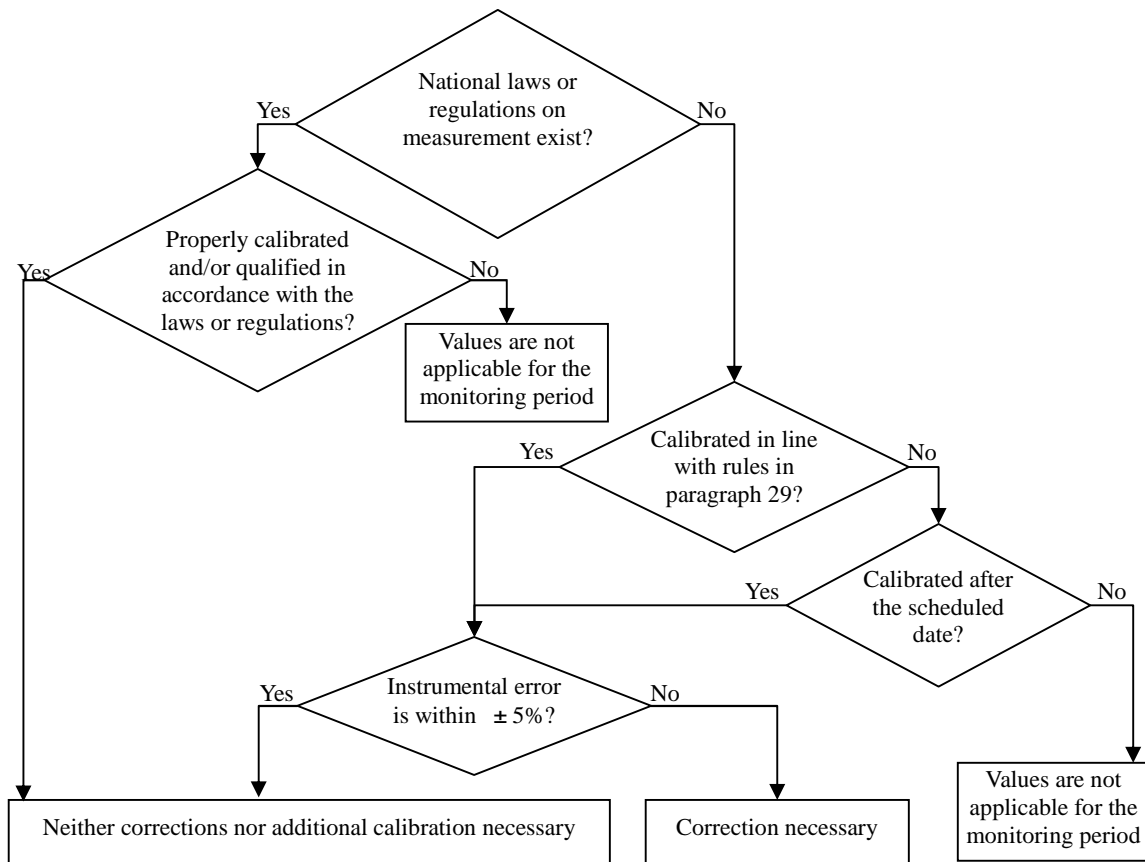 National laws or
regulations on
measurement exist?
Yes
No
Properly calibrated
and/or qualified in
accordance with the
laws or regulations?
Yes
No
Values are not
applicable for the
monitoring period
Calibrated in line
with rules in
paragraph 29?
Yes
No
Calibrated after
the scheduled
date?
Yes
No
Instrumental error
is within ± 5%?
Yes
No
Values are not
applicable for the
monitoring period
Neither corrections nor additional calibration necessary
Correction necessary